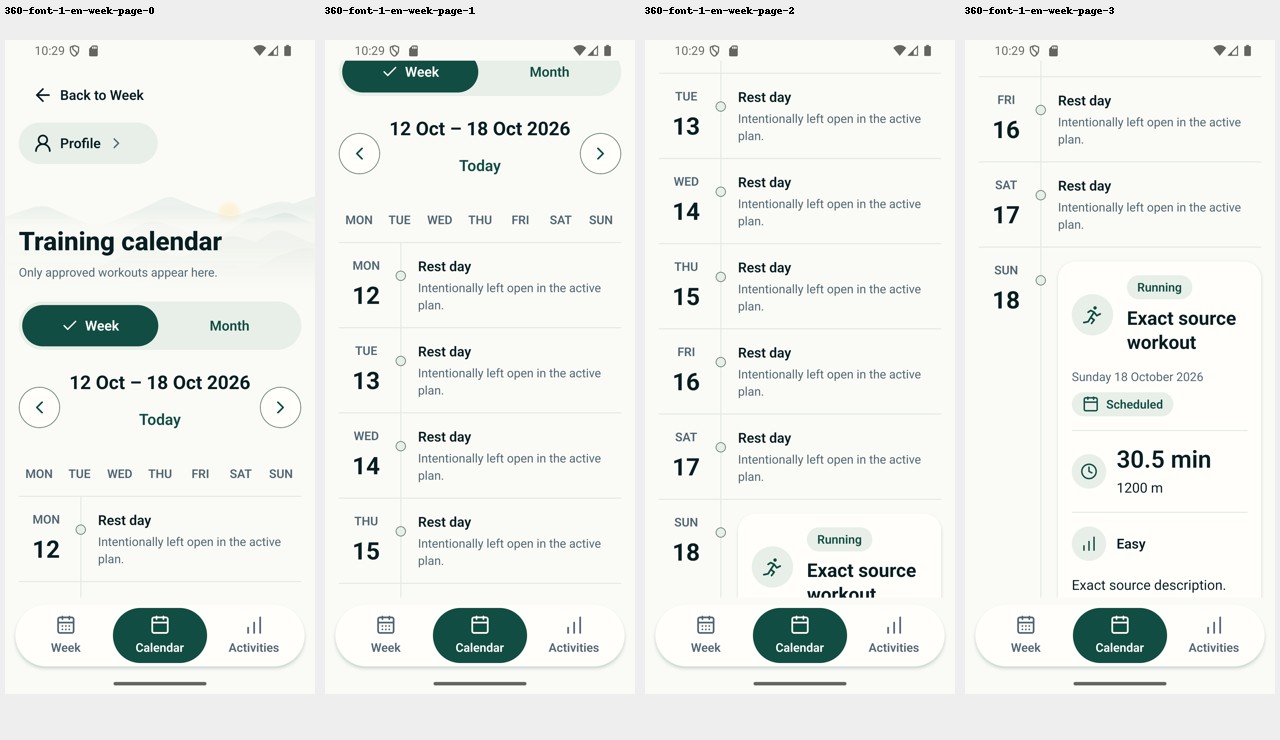 360-font-1-en-week-page-0
10:29
Back to Week
Profile
Training calendar
Only approved workouts appear here.
Week
Month
12 Oct – 18 Oct 2026
Today
MON TUE WED THU FRI SAT SUN
MON
12
Rest day
Intentionally left open in the active
plan.
Week
Calendar
Activities
360-font-1-en-week-page-1
10:29
Week
Month
12 Oct – 18 Oct 2026
Today
MON TUE WED THU FRI SAT SUN
MON
12
Rest day
Intentionally left open in the active
plan.
TUE
13
Rest day
Intentionally left open in the active
plan.
WED
14
Rest day
Intentionally left open in the active
plan.
THU
15
Rest day
Intentionally left open in the active
plan.
Week
Calendar
Activities
360-font-1-en-week-page-2
10:29
TUE
13
Rest day
Intentionally left open in the active
plan.
WED
14
Rest day
Intentionally left open in the active
plan.
THU
15
Rest day
Intentionally left open in the active
plan.
FRI
16
Rest day
Intentionally left open in the active
plan.
SAT
17
Rest day
Intentionally left open in the active
plan.
SUN
18
Running
Exact source
workout
Week
Calendar
Activities
360-font-1-en-week-page-3
10:29
FRI
16
Rest day
Intentionally left open in the active
plan.
SAT
17
Rest day
Intentionally left open in the active
plan.
SUN
18
Running
Exact source
workout
Sunday 18 October 2026
Scheduled
30.5 min
1200 m
Easy
Exact source description.
Week
Calendar
Activities